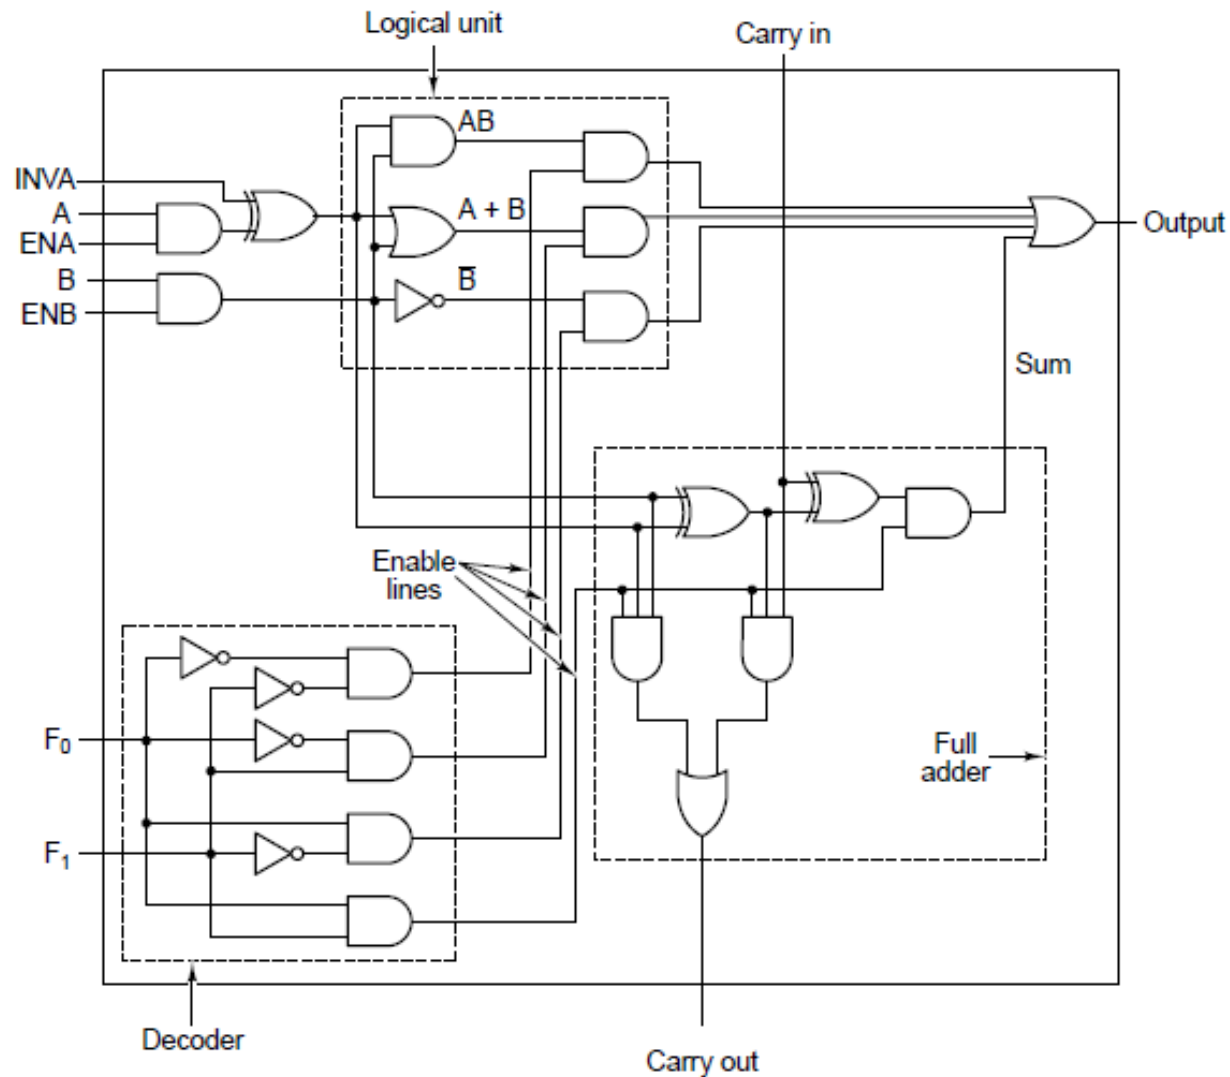 Logical unit
Carry in
AB
INVA
A
A + B
Output
ENA
B
B̅
ENB
Sum
Enable
lines
F₀
Full
adder
F₁
Decoder
Carry out